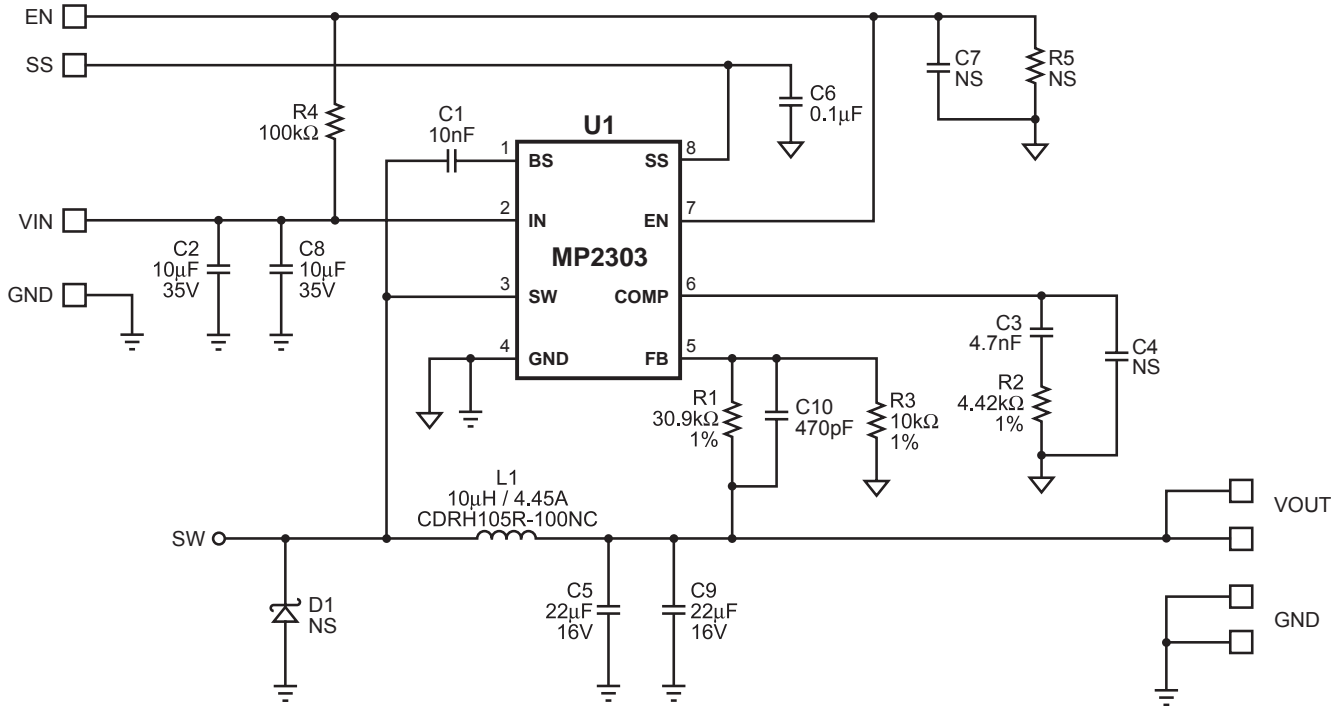 EN
SS
C7
NS
R5
NS
R4
100kΩ
C1
10nF
C6
0.1µF
U1
1
BS
SS
8
VIN
2
IN
EN
7
MP2303
C2
10µF
35V
C8
10µF
35V
GND
3
SW
COMP
6
4
GND
FB
5
C3
4.7nF
C4
NS
R2
4.42kΩ
1%
R1
30.9kΩ
1%
C10
470pF
R3
10kΩ
1%
L1
10µH / 4.45A
CDRH105R-100NC
VOUT
SW
D1
NS
C5
22µF
16V
C9
22µF
16V
GND